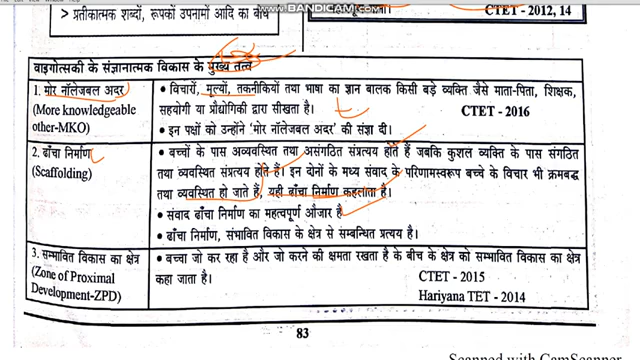 > प्रतीकात्मक शब्दों, रूपकों उपनामों आदि का बोध
CTET - 2012, 14
WWW.BANDICAM.COM
वाइगोत्सकी के संज्ञानात्मक विकास के मुख्य तत्व
1. मोर नॉलेजबल अदर
(More knowledgeable
other-MKO)
• विचारों, मूल्यों, तकनीकियों तथा भाषा का ज्ञान बालक किसी बड़े व्यक्ति जैसे माता-पिता, शिक्षक,
सहयोगी या प्रौद्योगिकी द्वारा सीखता है।
CTET - 2016
• इन पक्षों को उन्होंने 'मोर नॉलेजबल अदर' की संज्ञा दी।
2. ढाँचा निर्माण
(Scaffolding)
• बच्चों के पास अव्यवस्थित तथा असंगठित संप्रत्यय होते हैं जबकि कुशल व्यक्ति के पास संगठित
तथा व्यवस्थित संप्रत्यय होते हैं। इन दोनों के मध्य संवाद के परिणामस्वरूप बच्चे के विचार भी क्रमबद्ध
तथा व्यवस्थित हो जाते हैं, यही ढाँचा निर्माण कहलाता है।
• संवाद ढाँचा निर्माण का महत्वपूर्ण औजार है
• ढाँचा निर्माण, संभावित विकास के क्षेत्र से सम्बन्धित प्रत्यय है।
3. सम्भावित विकास का क्षेत्र
(Zone of Proximal
Development-ZPD)
• बच्चा जो कर रहा है और जो करने की क्षमता रखता है के बीच के क्षेत्र को सम्भावित विकास का क्षेत्र
कहा जाता है।
CTET - 2015
Hariyana TET - 2014
83
Scanned with CamScanner